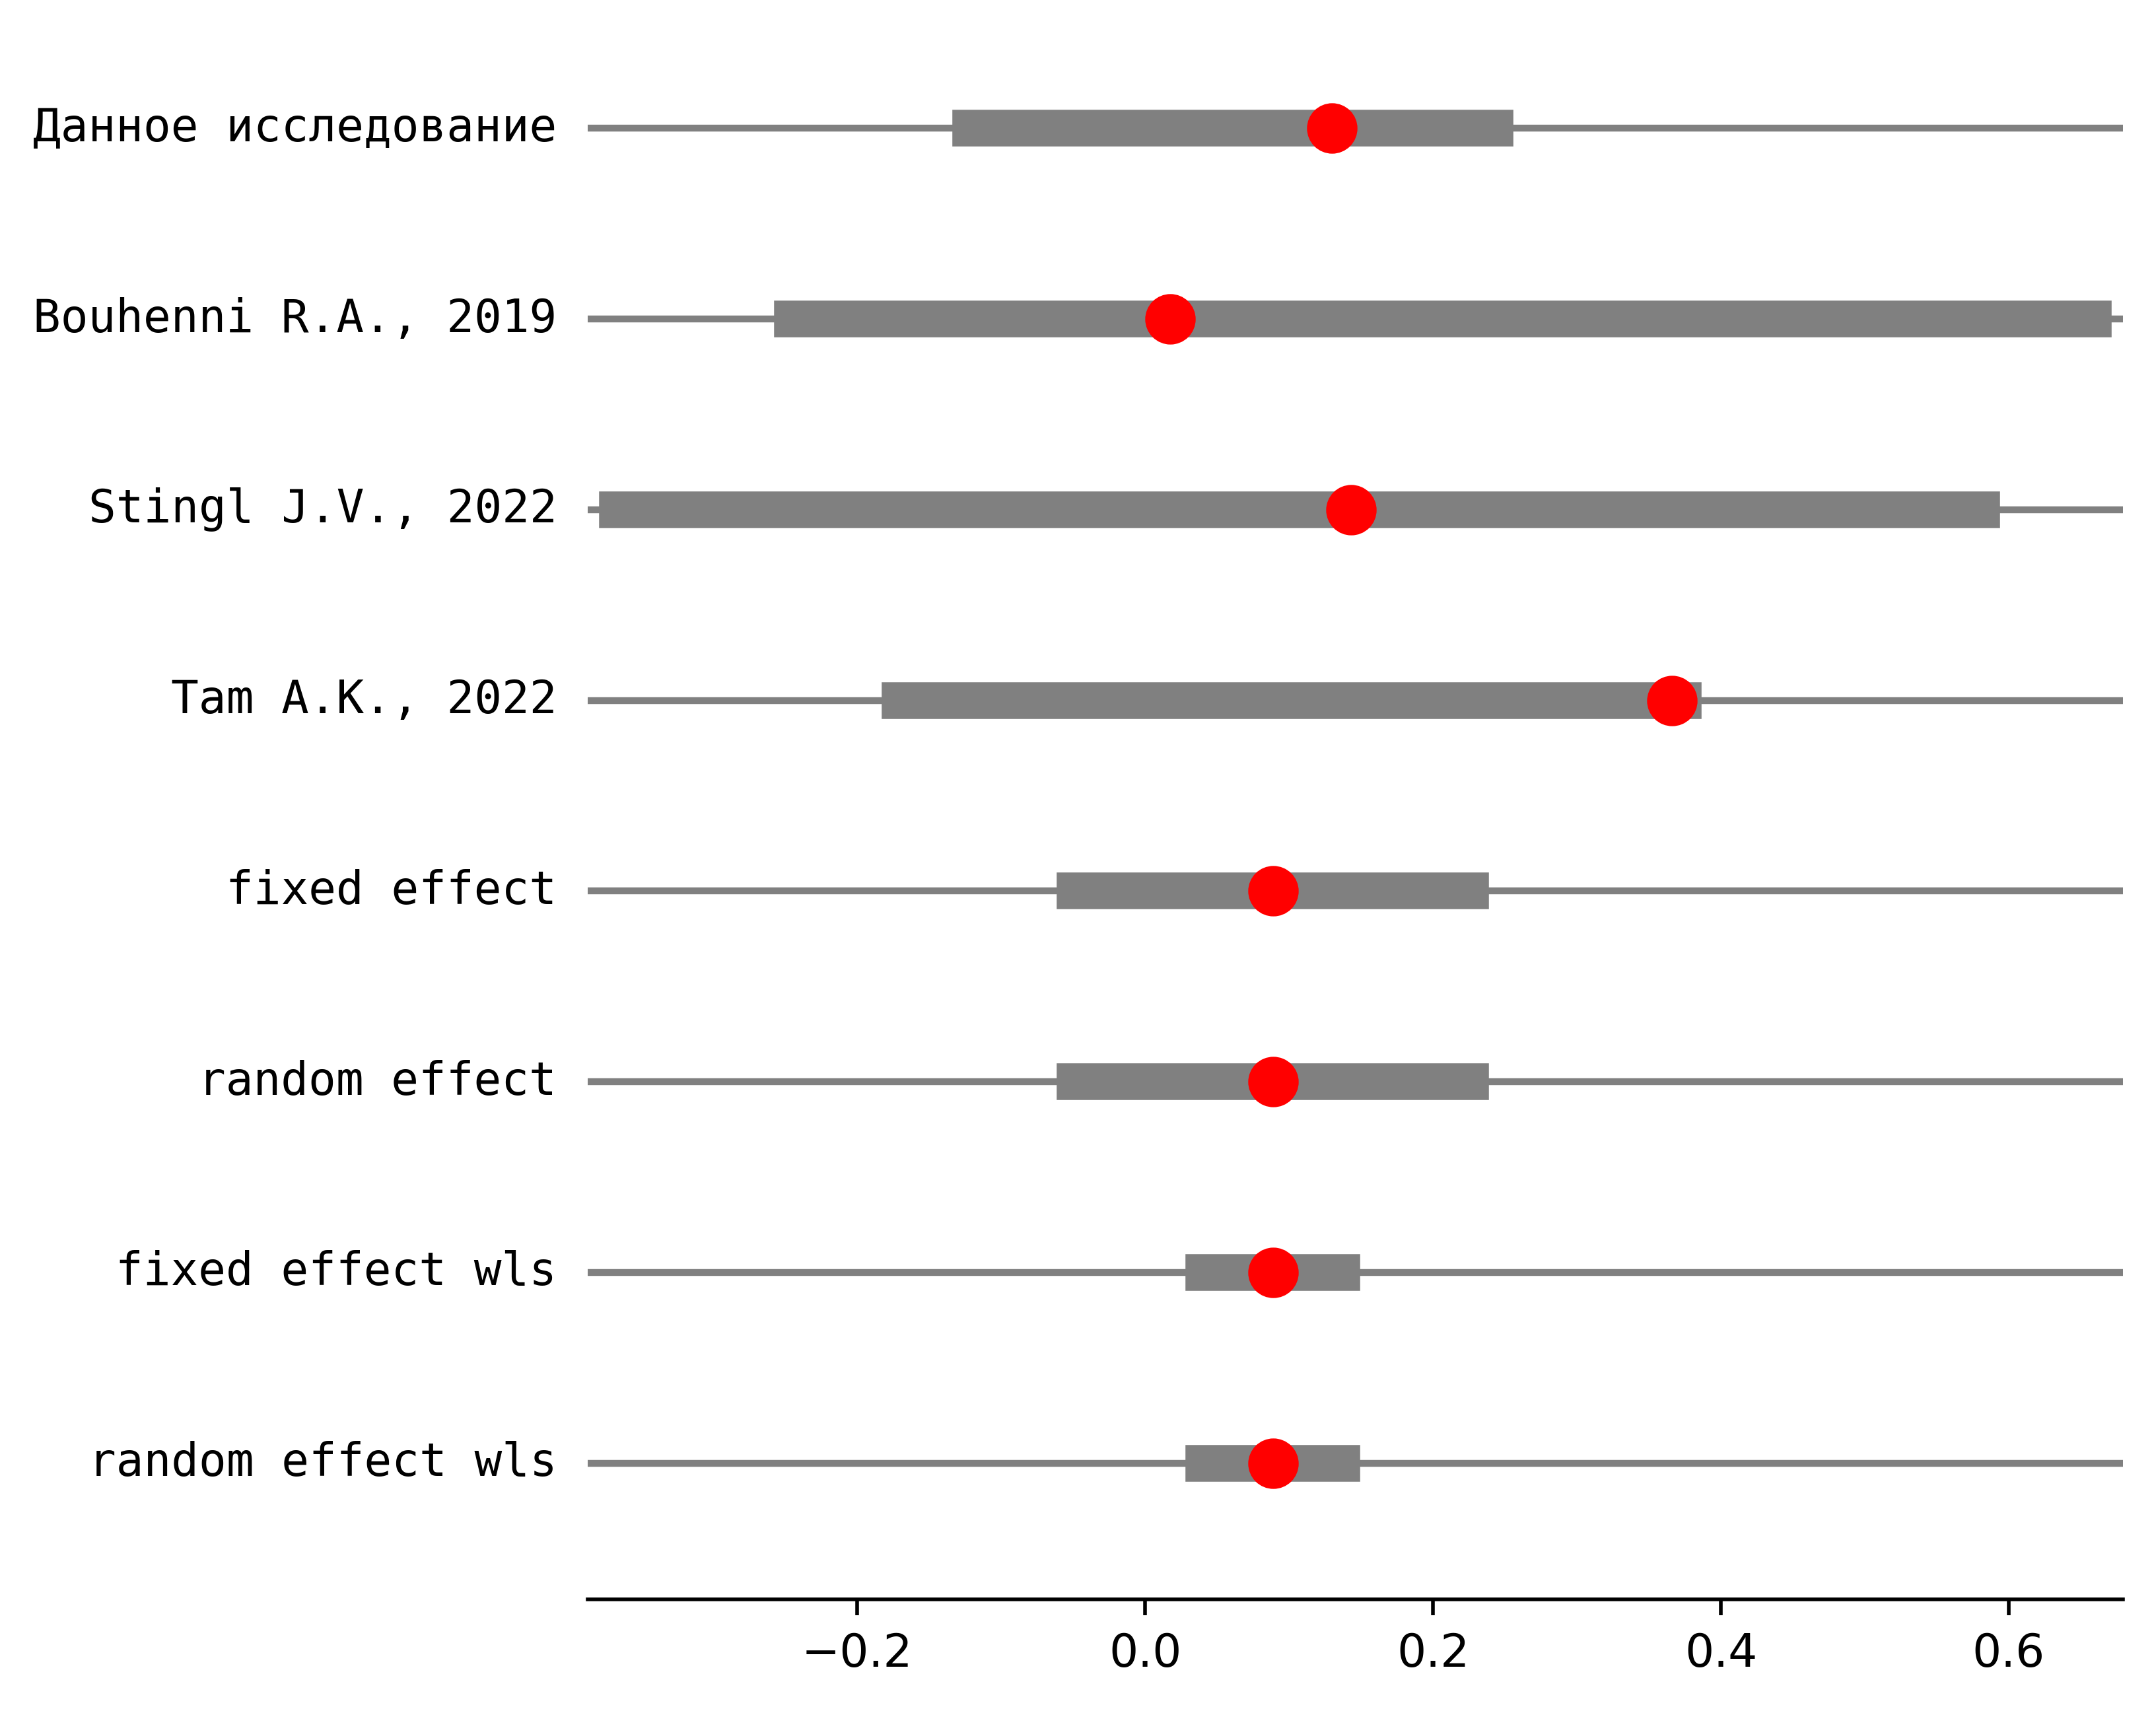 Данное исследование
Bouhenni R.A., 2019
Stingl J.V., 2022
Tam A.K., 2022
fixed effect
random effect
fixed effect wls
random effect wls
−0.2 0.0 0.2 0.4 0.6